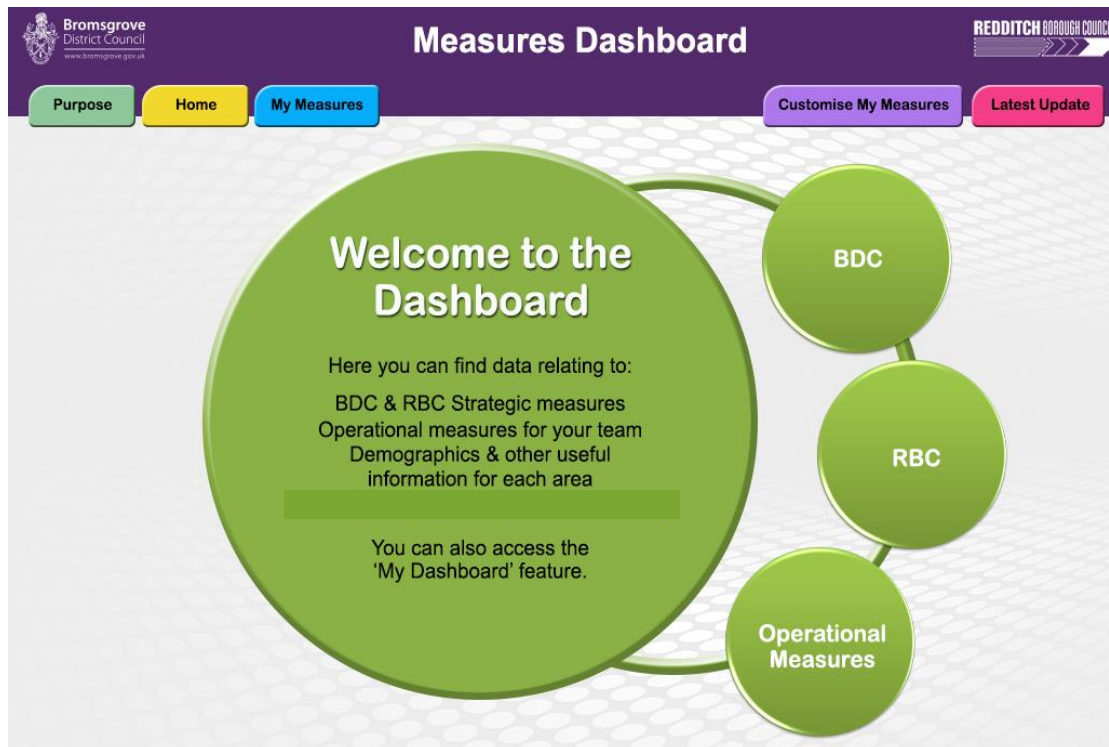 Bromsgrove
District Council
www.bromsgrove.gov.uk
Measures Dashboard
REDDITCH BOROUGH COUNCIL
Purpose
Home
My Measures
Customise My Measures
Latest Update
Welcome to the
Dashboard
Here you can find data relating to:
BDC & RBC Strategic measures
Operational measures for your team
Demographics & other useful
information for each area
You can also access the
‘My Dashboard’ feature.
BDC
RBC
Operational
Measures